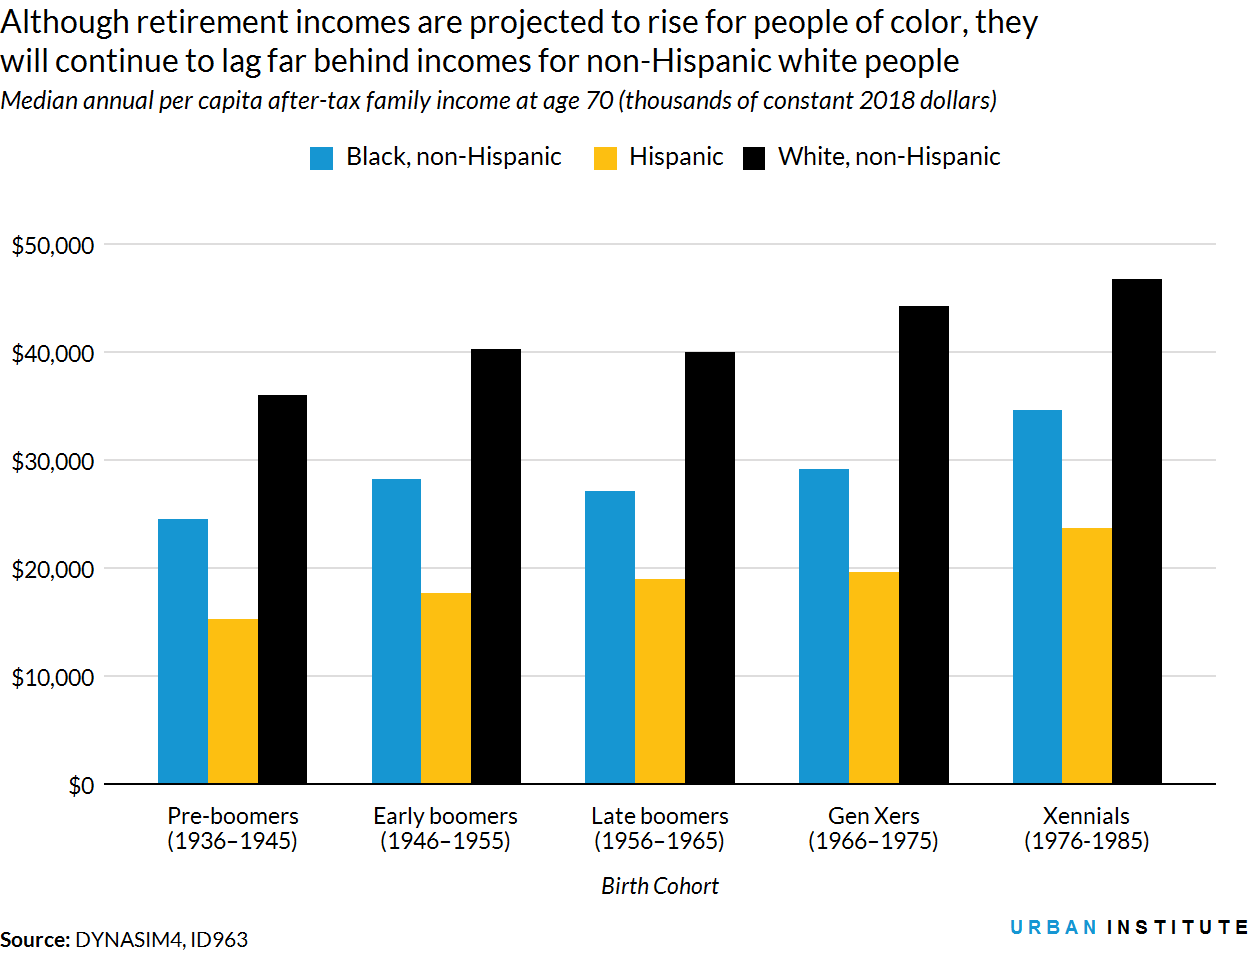 Although retirement incomes are projected to rise for people of color, they
will continue to lag far behind incomes for non-Hispanic white people
Median annual per capita after-tax family income at age 70 (thousands of constant 2018 dollars)
Black, non-Hispanic Hispanic White, non-Hispanic
$50,000
$40,000
$30,000
$20,000
$10,000
$0
Pre-boomers Early boomers Late boomers Gen Xers Xennials
(1936–1945) (1946–1955) (1956–1965) (1966–1975) (1976-1985)
Birth Cohort
URBAN INSTITUTE
Source: DYNASIM4, ID963